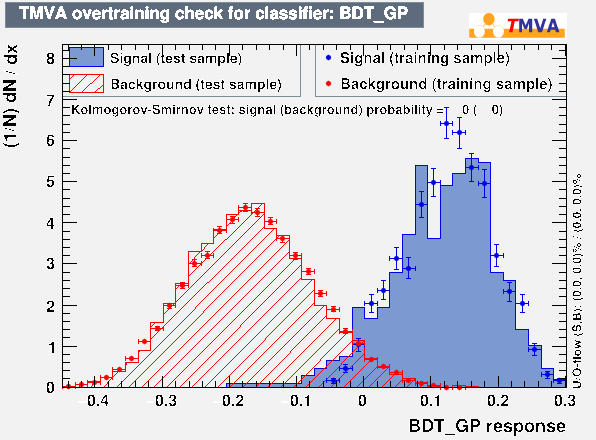 TMVA overtraining check for classifier: BDT_GP
TMVA
Signal (test sample)
Background (test sample)
Signal (training sample)
Background (training sample)
Kolmogorov-Smirnov test: signal (background) probability = 0 ( 0)
(1/N) dN / dx
8
7
6
5
4
3
2
1
0
−0.4 −0.3 −0.2 −0.1 0 0.1 0.2 0.3
BDT_GP response
U/O-flow (S,B): (0.0, 0.0)% / (0.0, 0.0)%